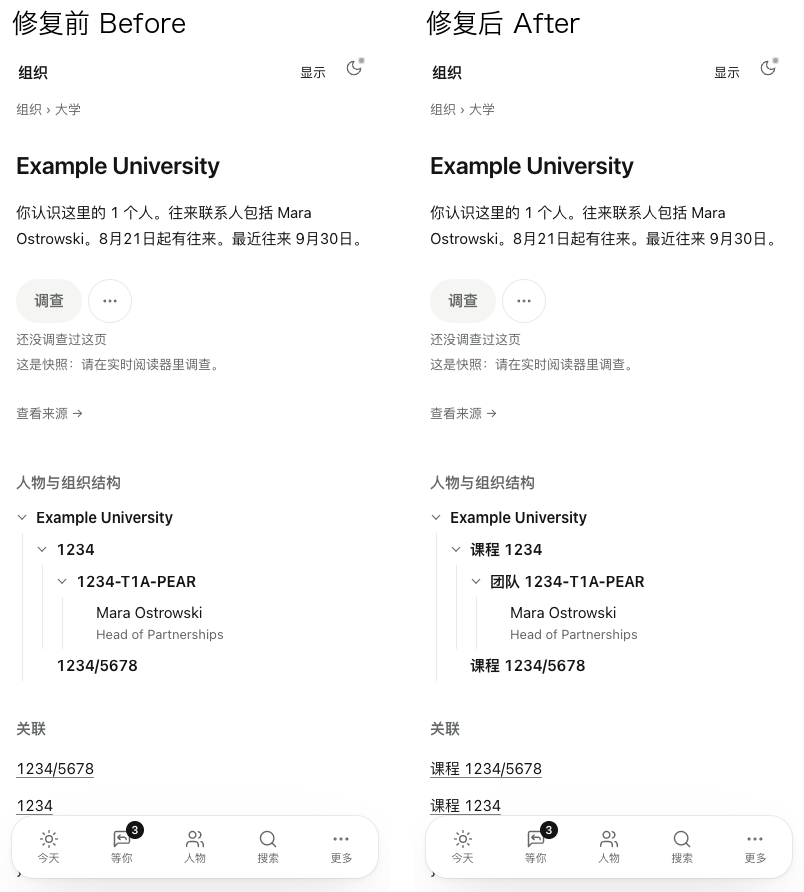 修复前 Before
组织
显示
组织 › 大学
Example University
你认识这里的 1 个人。往来联系人包括 Mara
Ostrowski。8月21日起有往来。最近往来 9月30日。
调查
···
还没调查过这页
这是快照：请在实时阅读器里调查。
查看来源 →
人物与组织结构
Example University
1234
1234-T1A-PEAR
Mara Ostrowski
Head of Partnerships
1234/5678
关联
1234/5678
1234
3
今天
等你
人物
搜索
更多
修复后 After
组织
显示
组织 › 大学
Example University
你认识这里的 1 个人。往来联系人包括 Mara
Ostrowski。8月21日起有往来。最近往来 9月30日。
调查
···
还没调查过这页
这是快照：请在实时阅读器里调查。
查看来源 →
人物与组织结构
Example University
课程 1234
团队 1234-T1A-PEAR
Mara Ostrowski
Head of Partnerships
课程 1234/5678
关联
课程 1234/5678
课程 1234
3
今天
等你
人物
搜索
更多